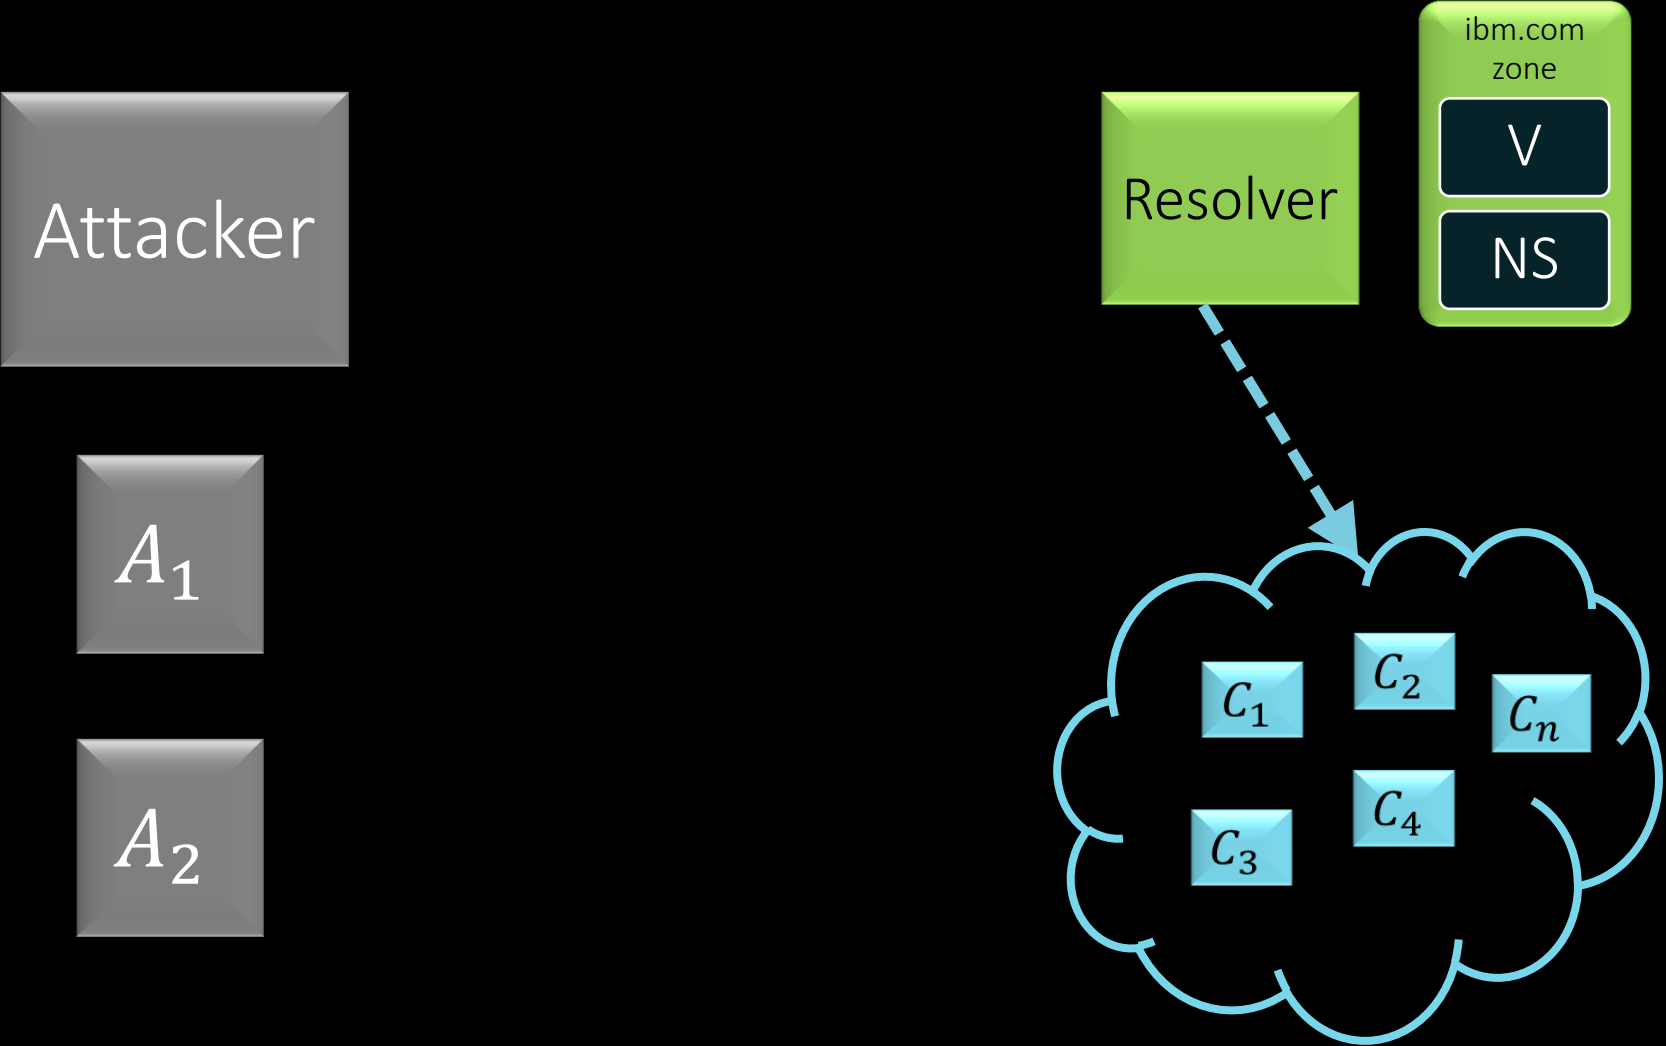 ibm.com
zone
V
NS
Attacker
Resolver
A₁
A₂
C₁
C₂
Cₙ
C₃
C₄